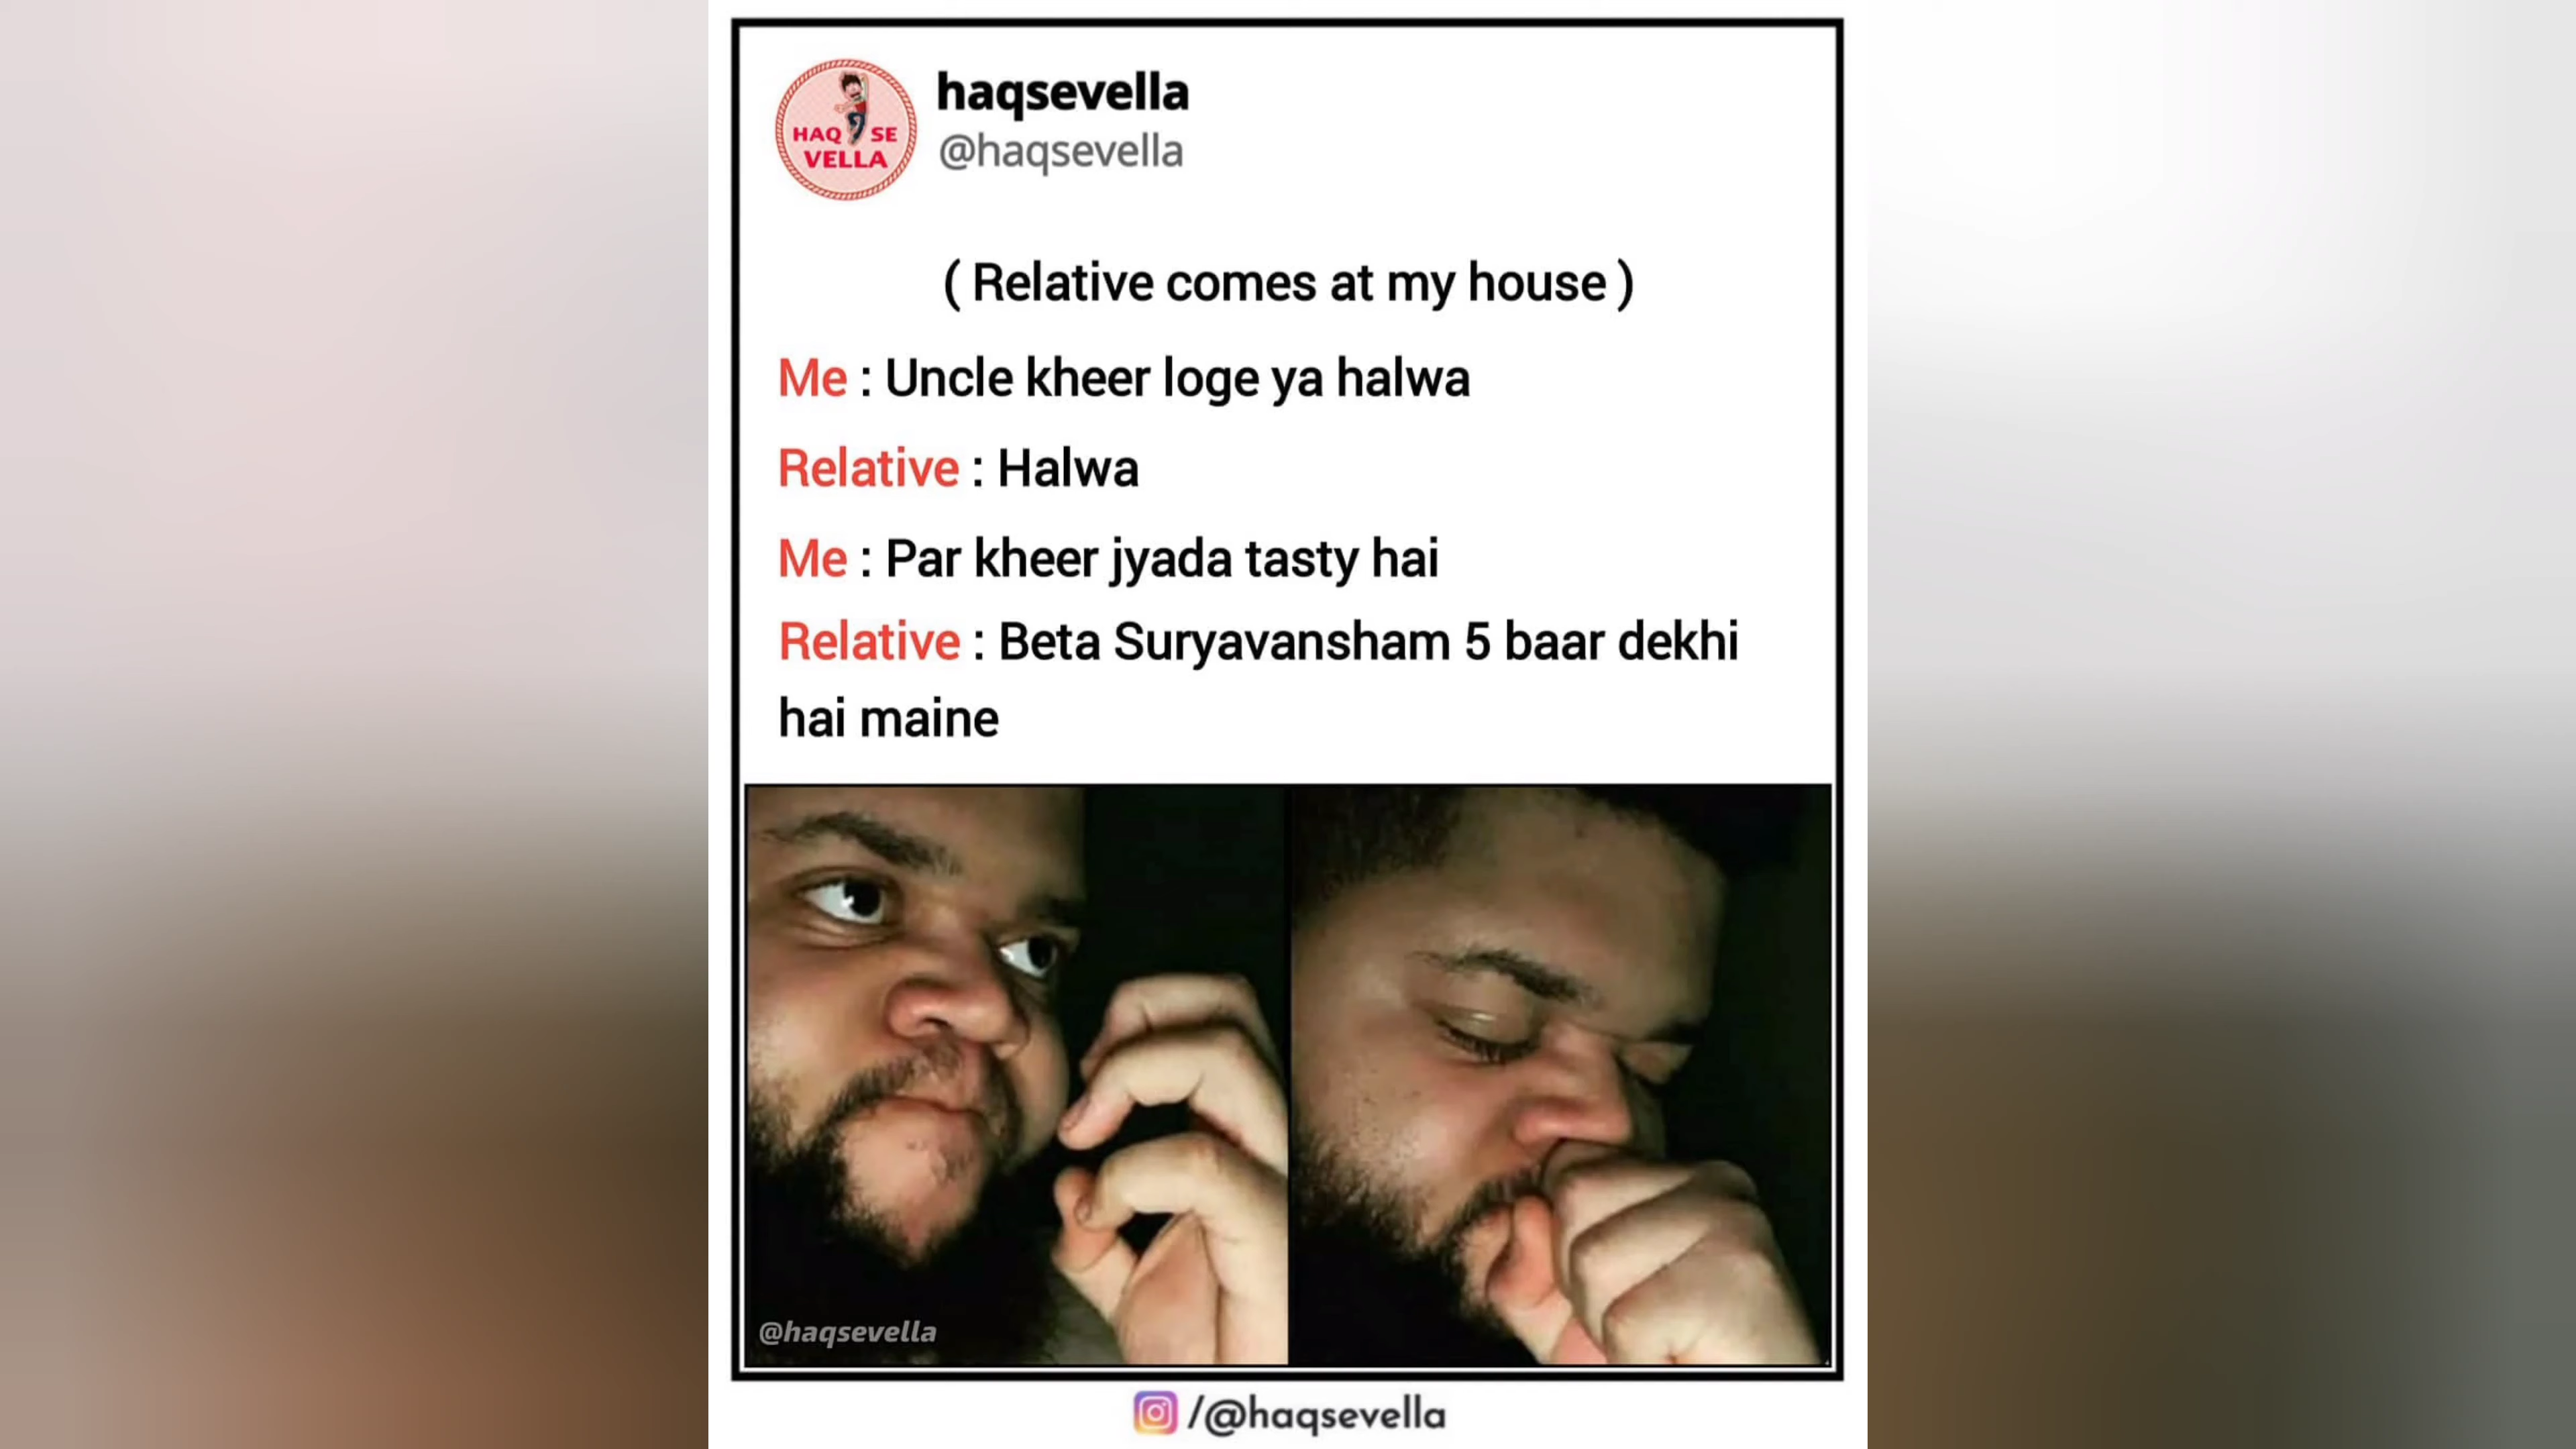 HAQ SE
VELLA
haqsevella
@haqsevella
( Relative comes at my house )
Me : Uncle kheer loge ya halwa
Relative : Halwa
Me : Par kheer jyada tasty hai
Relative : Beta Suryavansham 5 baar dekhi
hai maine
@haqsevella
/@haqsevella